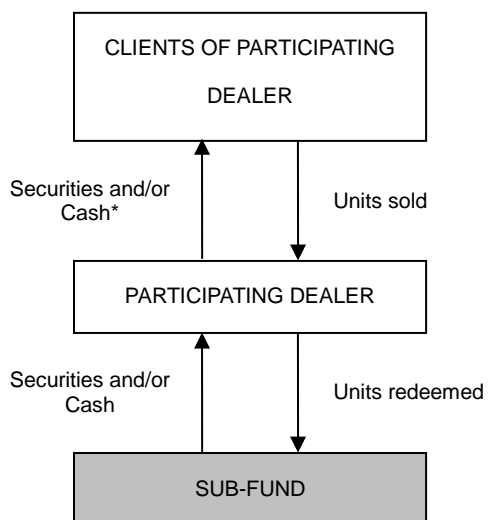 CLIENTS OF PARTICIPATING
DEALER
Securities and/or
Cash*
Units sold
PARTICIPATING DEALER
Securities and/or
Cash
Units redeemed
SUB-FUND